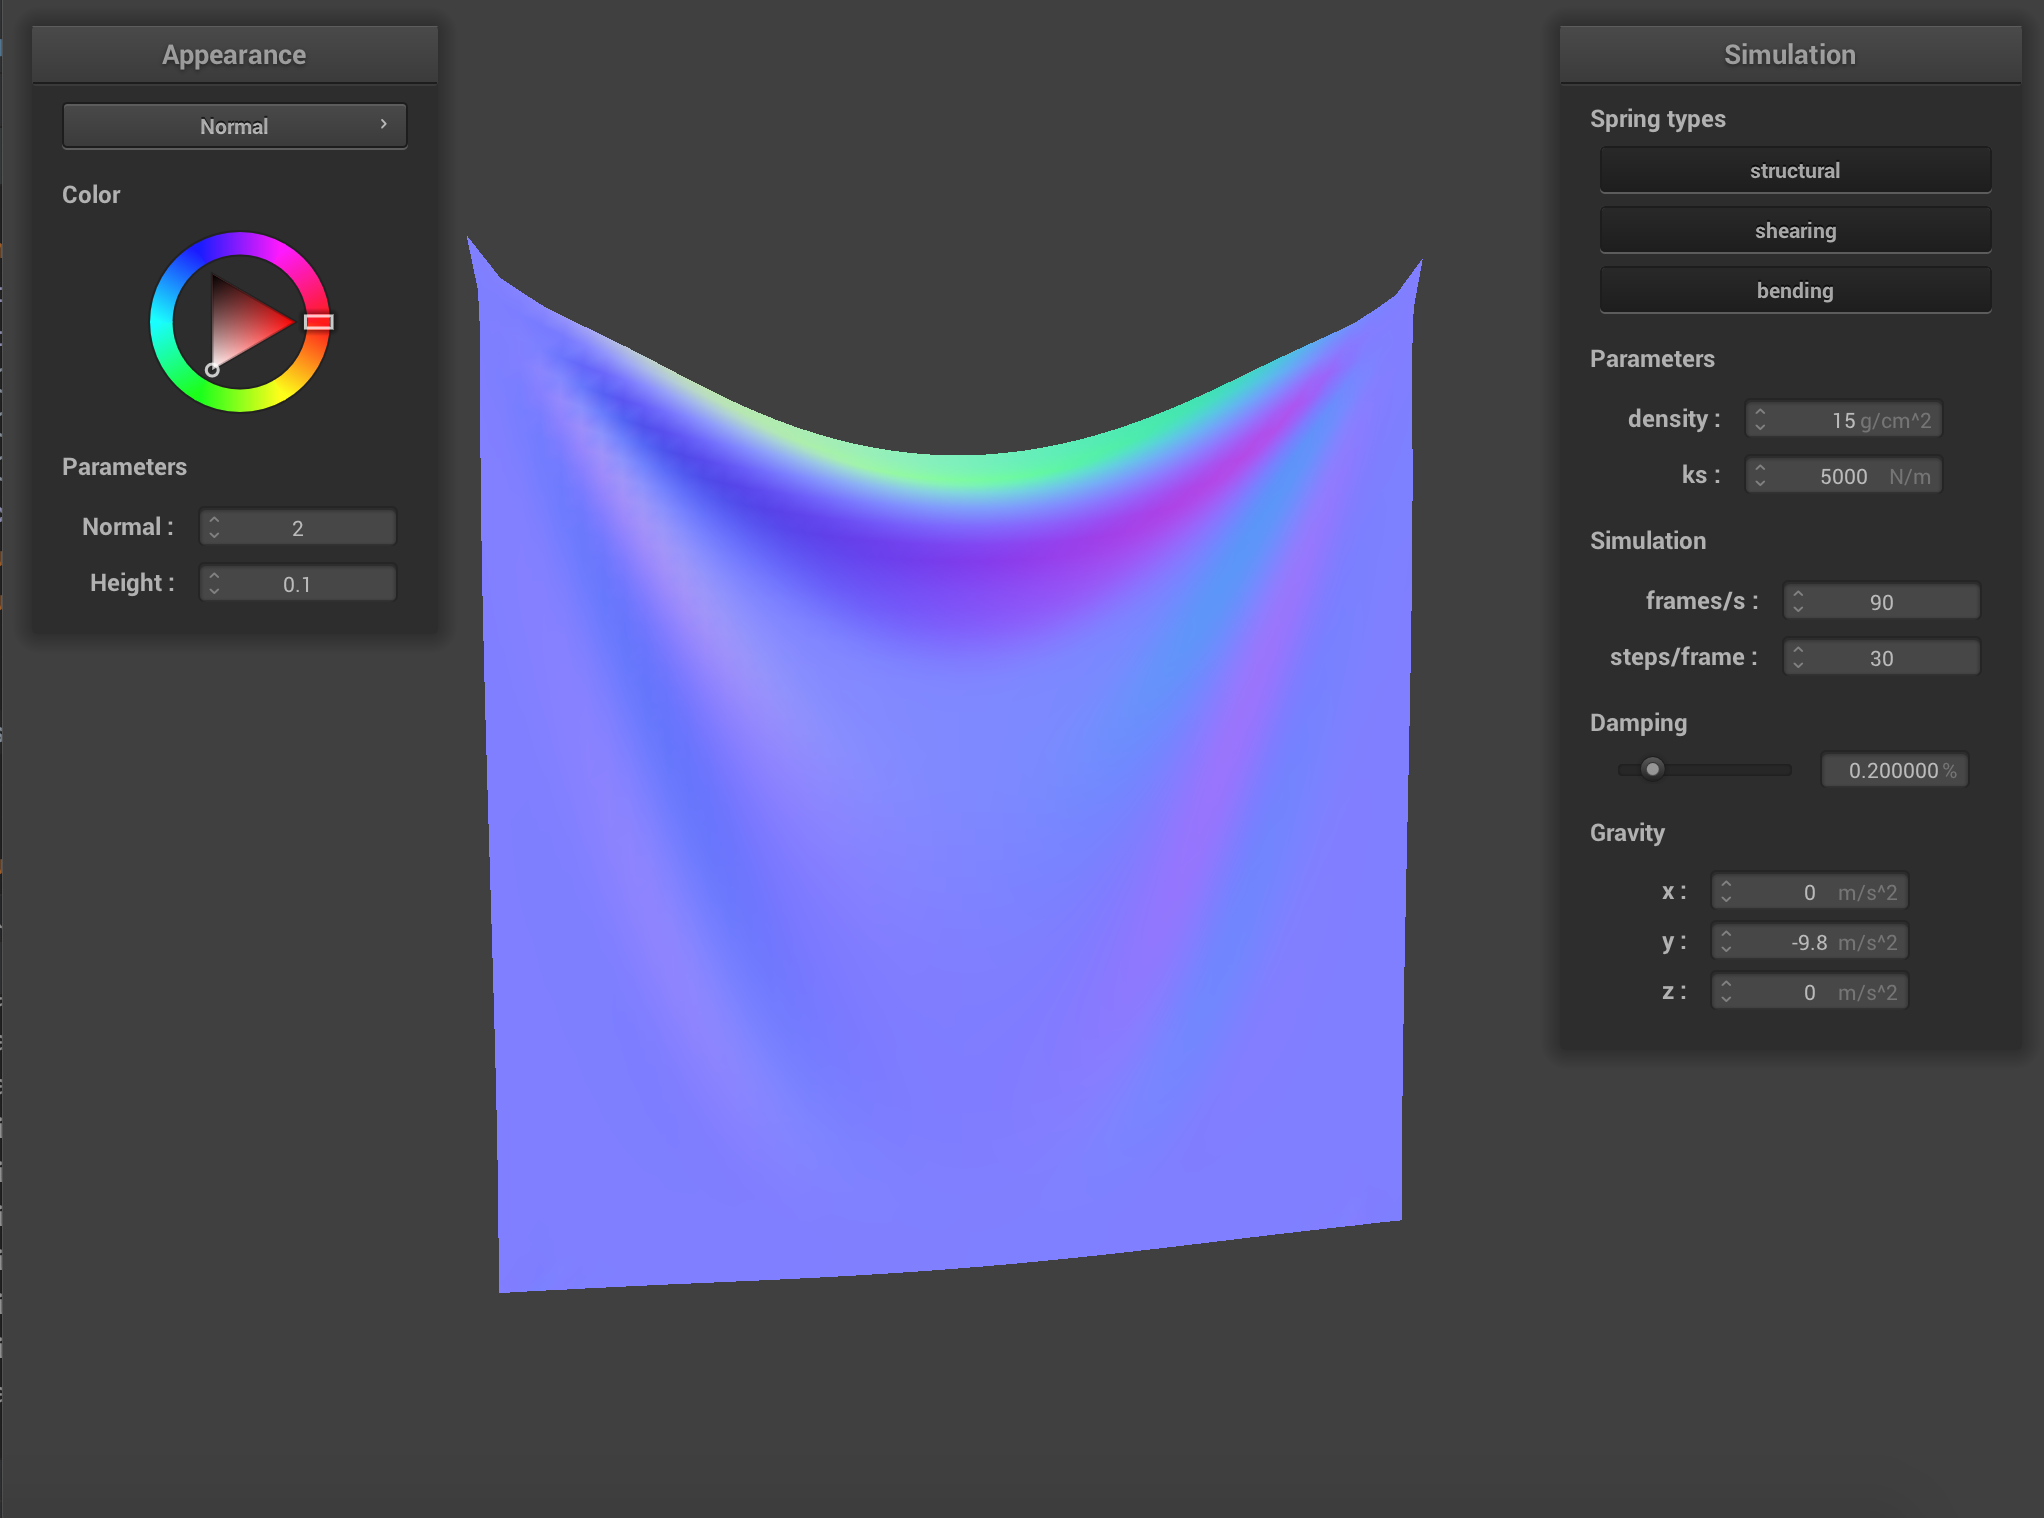 Appearance
Normal
Color
Parameters
Normal : 2
Height : 0.1
Simulation
Spring types
structural
shearing
bending
Parameters
density : 15 g/cm^2
ks : 5000 N/m
Simulation
frames/s : 90
steps/frame : 30
Damping
0.200000 %
Gravity
x : 0 m/s^2
y : -9.8 m/s^2
z : 0 m/s^2